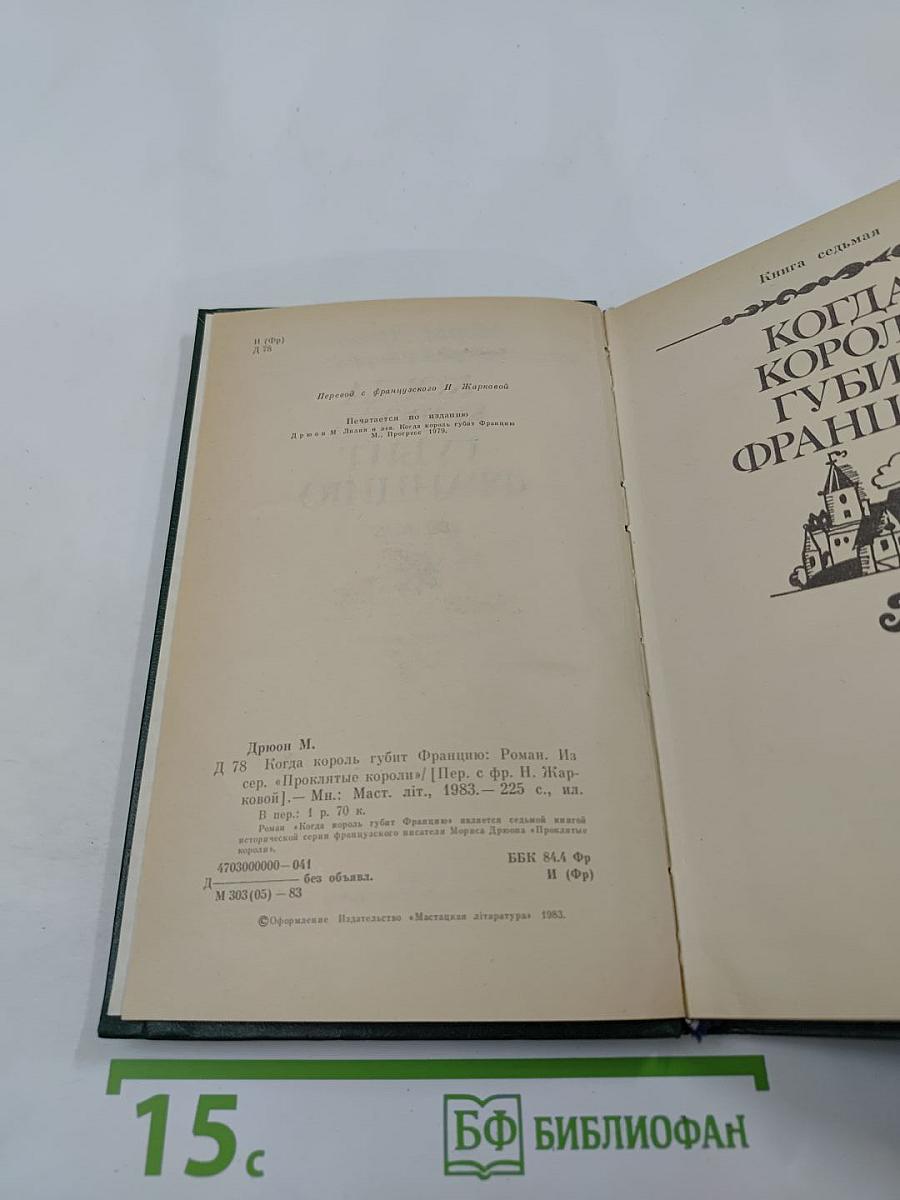 И (Фр)
Д 78
Перевод с французского Н. Жарковой
Печатается по изданию
Дрюон М. Лилия и лев. Когда король губит Францию
М., Прогресс 1979.
Дрюон М.
Д 78 Когда король губит Францию: Роман. Из
сер. «Проклятые короли»/ [Пер. с фр. Н. Жар-
ковой].— Мн.: Маст. літ., 1983.— 225 с., ил.
В пер.: 1 р. 70 к.
Роман «Когда король губит Францию» является седьмой книгой
исторической серии французского писателя Мориса Дрюона «Проклятые
короли».
4703000000—041
Д———— без объявл.
М 303(05) — 83
ББК 84.4 Фр
И (Фр)
©Оформление Издательство «Мастацкая літаратура» 1983.
Книга седьмая
КОГДА
КОРОЛ
ГУБИ
ФРАНЦ
15 с
БФ БИБЛИОФАН